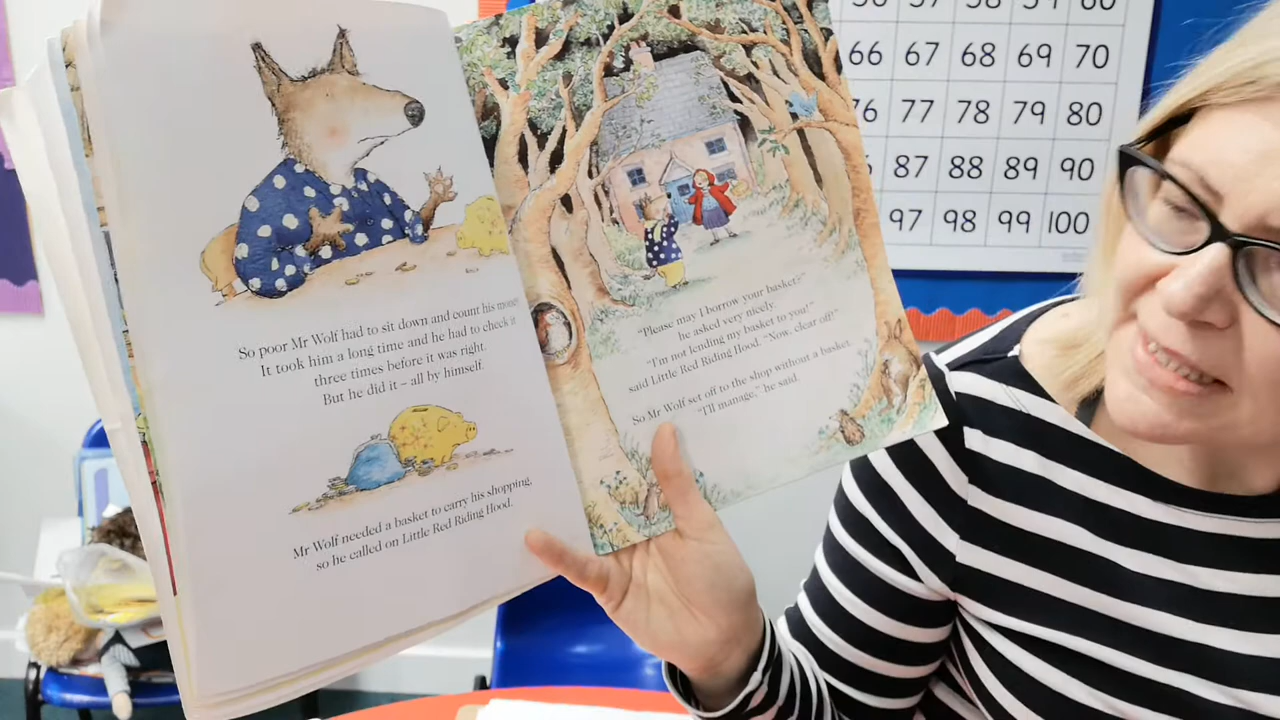 So poor Mr Wolf had to sit down and count his money
It took him a long time and he had to check it
three times before it was right.
But he did it – all by himself.
Mr Wolf needed a basket to carry his shopping,
so he called on Little Red Riding Hood.
"Please may I borrow your basket?"
he asked very nicely.
"I'm not lending my basket to you!"
said Little Red Riding Hood. "Now, clear off!"
So Mr Wolf set off to the shop without a basket.
"I'll manage," he said.
66 67 68 69 70
76 77 78 79 80
87 88 89 90
97 98 99 100